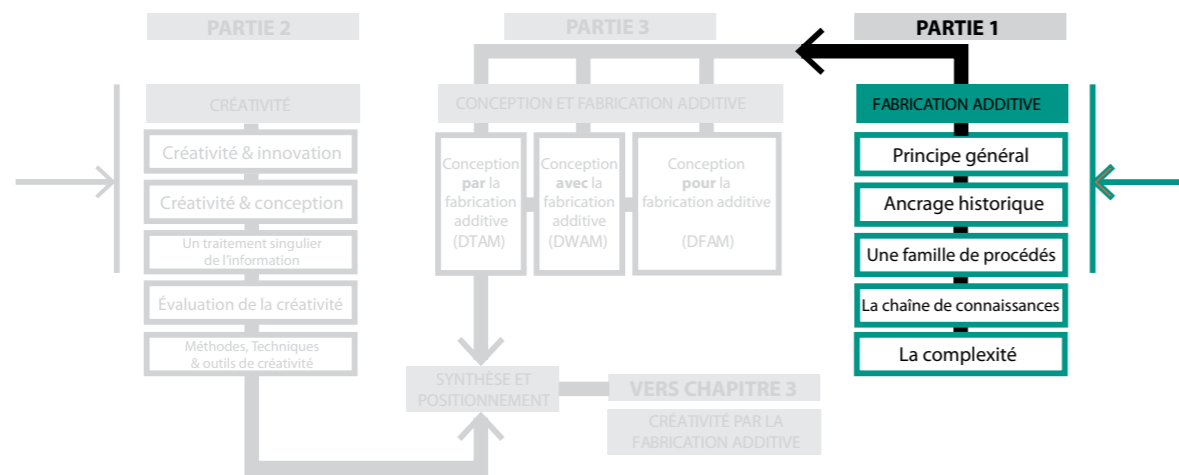 PARTIE 2
CRÉATIVITÉ
Créativité & innovation
Créativité & conception
Un traitement singulier
de l'information
Évaluation de la créativité
Méthodes, Techniques
& outils de créativité
PARTIE 3
CONCEPTION ET FABRICATION ADDITIVE
Conception
par la
fabrication
additive
(DTAM)
Conception
avec la
fabrication
additive
(DWAM)
Conception
pour la
fabrication additive
(DFAM)
SYNTHÈSE ET
POSITIONNEMENT
VERS CHAPITRE 3
CRÉATIVITÉ PAR LA
FABRICATION ADDITIVE
PARTIE 1
FABRICATION ADDITIVE
Principe général
Ancrage historique
Une famille de procédés
La chaîne de connaissances
La complexité